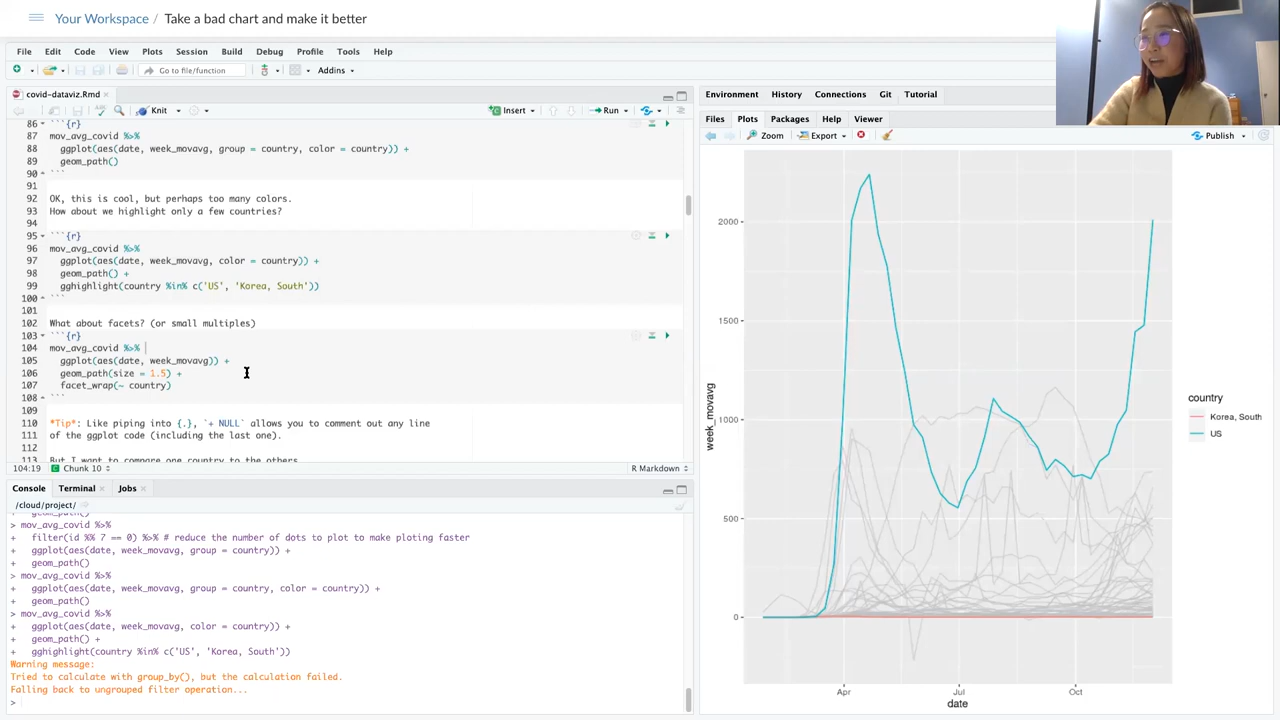 Your Workspace / Take a bad chart and make it better
File Edit Code View Plots Session Build Debug Profile Tools Help
Go to file/function Addins
covid-dataviz.Rmd
Knit Insert Run
86 ```{r}
87 mov_avg_covid %>%
88 ggplot(aes(date, week_movavg, group = country, color = country)) +
89 geom_path()
90 ```
91
92 OK, this is cool, but perhaps too many colors.
93 How about we highlight only a few countries?
94
95 ```{r}
96 mov_avg_covid %>%
97 ggplot(aes(date, week_movavg, color = country)) +
98 geom_path() +
99 gghighlight(country %in% c('US', 'Korea, South'))
100 ```
101
102 What about facets? (or small multiples)
103 ```{r}
104 mov_avg_covid %>%
105 ggplot(aes(date, week_movavg)) +
106 geom_path(size = 1.5) +
107 facet_wrap(~ country)
108 ```
109
110 *Tip*: Like piping into {.}, `+ NULL` allows you to comment out any line
111 of the ggplot code (including the last one).
112
113 But I want to compare one country to the others
104:19 Chunk 10 R Markdown
Console Terminal Jobs
/cloud/project/
+ geom_path()
> mov_avg_covid %>%
+ filter(id %% 7 == 0) %>% # reduce the number of dots to plot to make ploting faster
+ ggplot(aes(date, week_movavg, group = country)) +
+ geom_path()
> mov_avg_covid %>%
+ ggplot(aes(date, week_movavg, group = country, color = country)) +
+ geom_path()
> mov_avg_covid %>%
+ ggplot(aes(date, week_movavg, color = country)) +
+ geom_path() +
+ gghighlight(country %in% c('US', 'Korea, South'))
Warning message:
Tried to calculate with group_by(), but the calculation failed.
Falling back to ungrouped filter operation...
>
Environment History Connections Git Tutorial
Files Plots Packages Help Viewer
Zoom Export Publish
2000
1500
1000
500
0
week_movavg
Apr Jul Oct
date
country
Korea, South
US